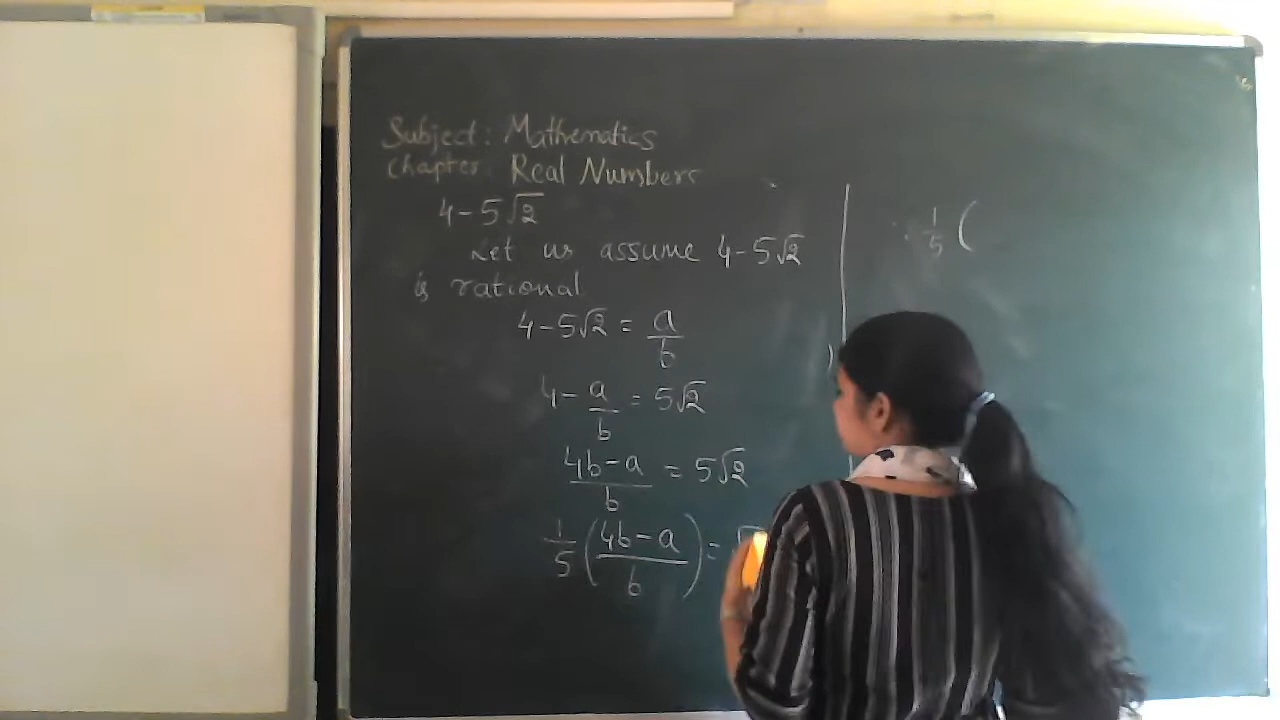 Subject: Mathematics
Chapter: Real Numbers
4-5√2
Let us assume 4-5√2
is rational
4-5√2 = a/b
4-a/b = 5√2
4b-a/b = 5√2
1/5(4b-a/b) =
1/5 (